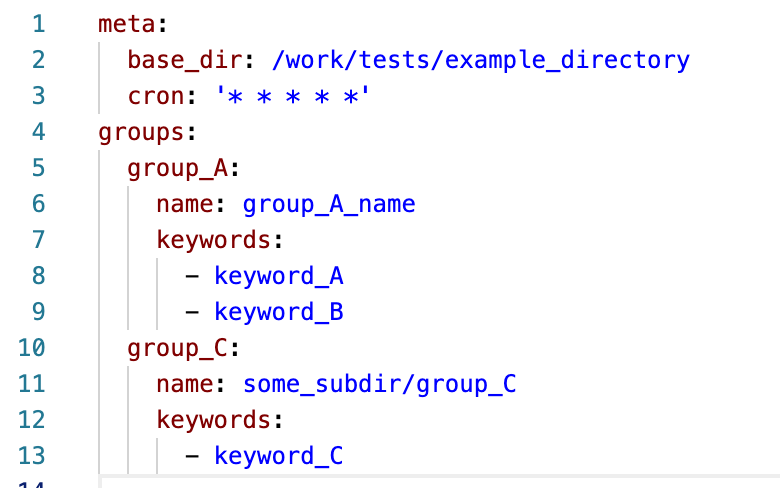 1 meta:
2   base_dir: /work/tests/example_directory
3   cron: '* * * * *'
4 groups:
5   group_A:
6     name: group_A_name
7     keywords:
8       - keyword_A
9       - keyword_B
10   group_C:
11     name: some_subdir/group_C
12     keywords:
13       - keyword_C
14